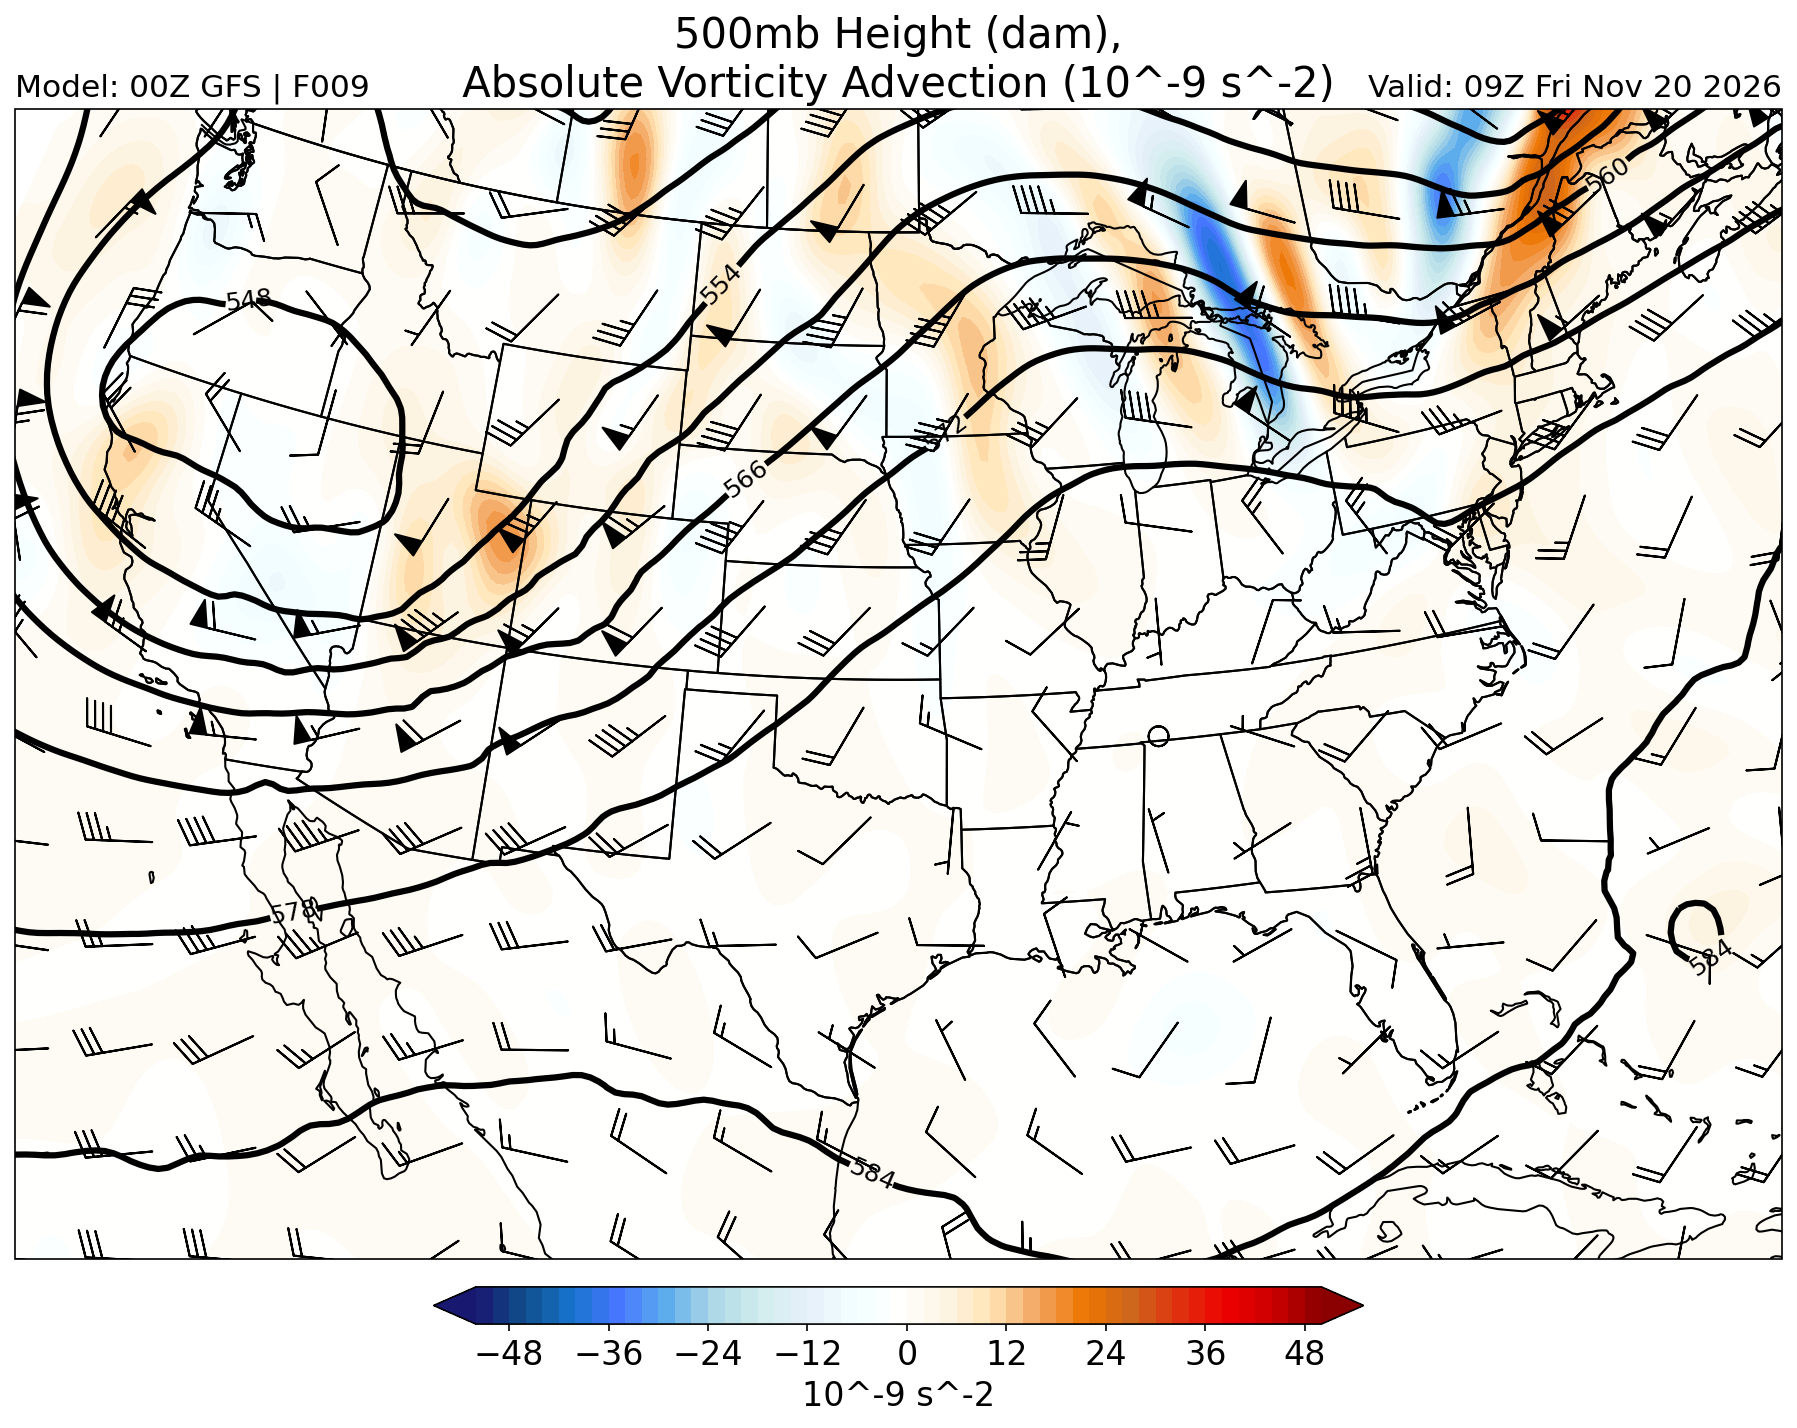 500mb Height (dam),
Model: 00Z GFS | F009
Absolute Vorticity Advection (10^-9 s^-2)
Valid: 09Z Fri Nov 20 2026
560
554
548
566
578
584
584
−48 −36 −24 −12 0 12 24 36 48
10^-9 s^-2